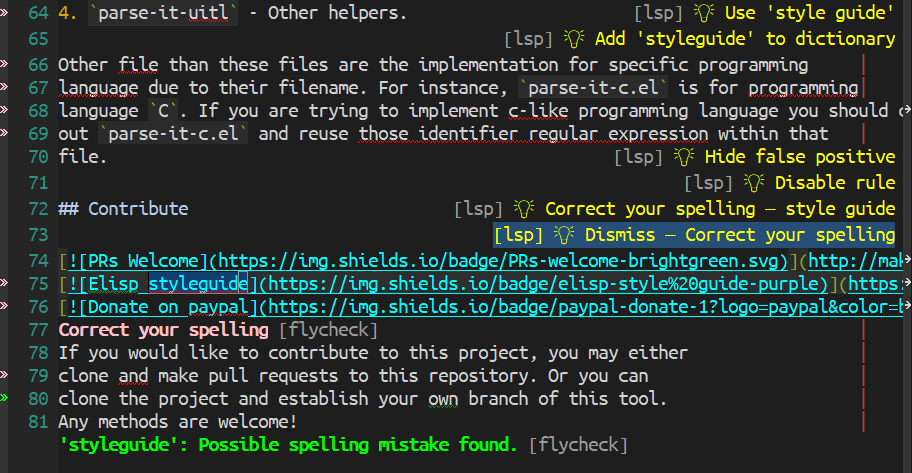 64 4. `parse-it-uitl` - Other helpers. [lsp] Use 'style guide'
65 [lsp] Add 'styleguide' to dictionary
66 Other file than these files are the implementation for specific programming
67 language due to their filename. For instance, `parse-it-c.el` is for programming
68 language `C`. If you are trying to implement c-like programming language you should c
69 out `parse-it-c.el` and reuse those identifier regular expression within that
70 file. [lsp] Hide false positive
71 [lsp] Disable rule
72 ## Contribute [lsp] Correct your spelling – style guide
73 [lsp] Dismiss – Correct your spelling
74 [![PRs Welcome](https://img.shields.io/badge/PRs-welcome-brightgreen.svg)](http://mak
75 [![Elisp styleguide](https://img.shields.io/badge/elisp-style%20guide-purple)](https:
76 [![Donate on paypal](https://img.shields.io/badge/paypal-donate-1?logo=paypal&color=b
77 Correct your spelling [flycheck]
78 If you would like to contribute to this project, you may either
79 clone and make pull requests to this repository. Or you can
80 clone the project and establish your own branch of this tool.
81 Any methods are welcome!
'styleguide': Possible spelling mistake found. [flycheck]